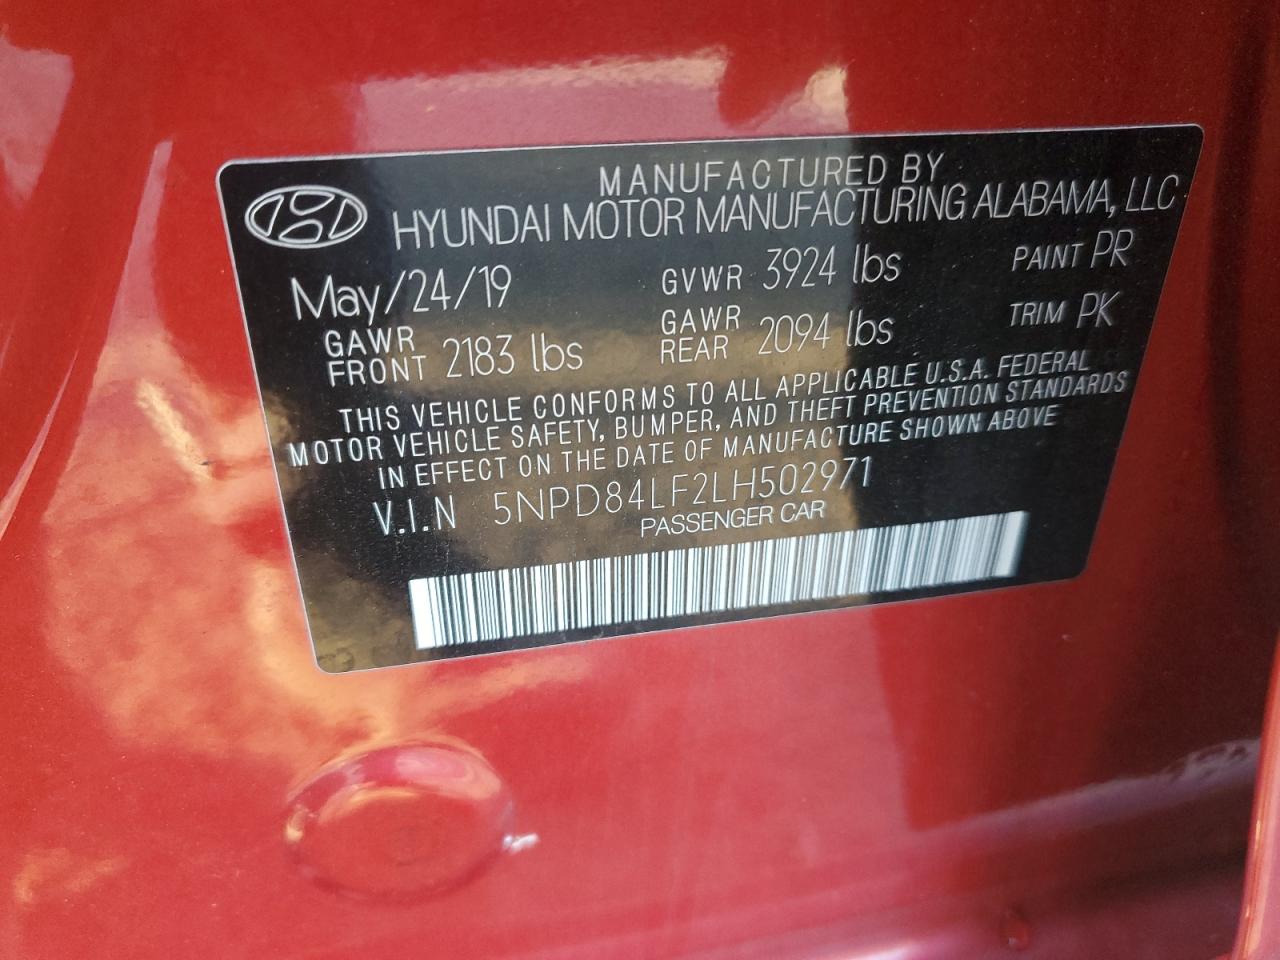 MANUFACTURED BY
HYUNDAI MOTOR MANUFACTURING ALABAMA, LLC
May/24/19 GVWR 3924 lbs PAINT PR
GAWR FRONT 2183 lbs GAWR REAR 2094 lbs TRIM PK
THIS VEHICLE CONFORMS TO ALL APPLICABLE U.S.A. FEDERAL
MOTOR VEHICLE SAFETY, BUMPER, AND THEFT PREVENTION STANDARDS
IN EFFECT ON THE DATE OF MANUFACTURE SHOWN ABOVE
V.I.N 5NPD84LF2LH502971
PASSENGER CAR